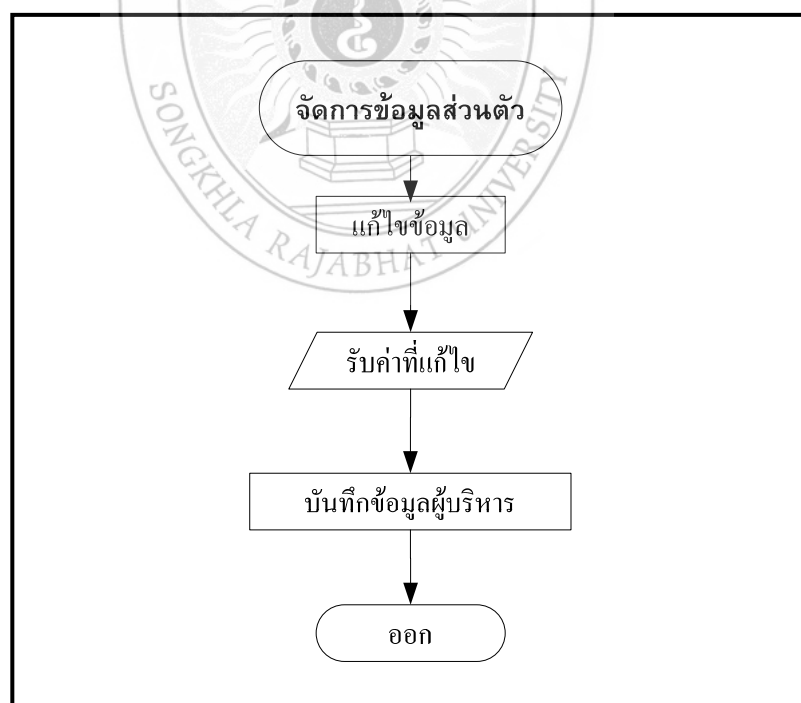 จัดการข้อมูลส่วนตัว
แก้ไขข้อมูล
รับค่าที่แก้ไข
บันทึกข้อมูลผู้บริหาร
ออก
SONGKHLA RAJABHAT UNIVERSITY